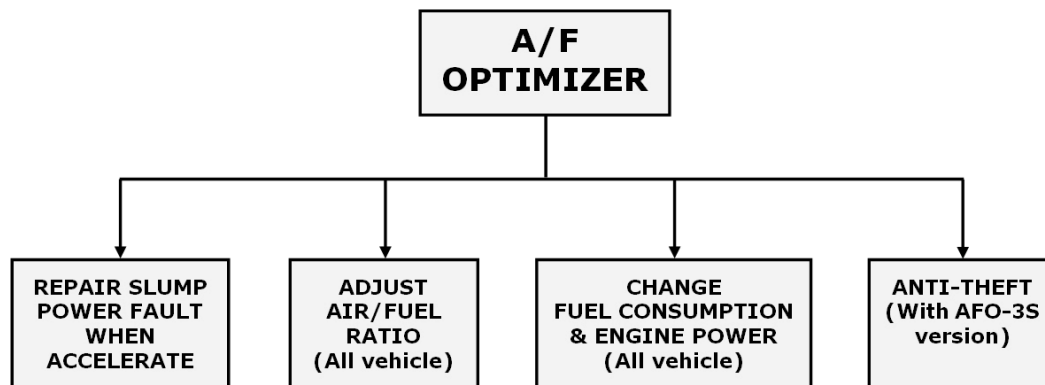 A/F
OPTIMIZER
REPAIR SLUMP
POWER FAULT
WHEN
ACCELERATE
ADJUST
AIR/FUEL
RATIO
(All vehicle)
CHANGE
FUEL CONSUMPTION
& ENGINE POWER
(All vehicle)
ANTI-THEFT
(With AFO-3S
version)